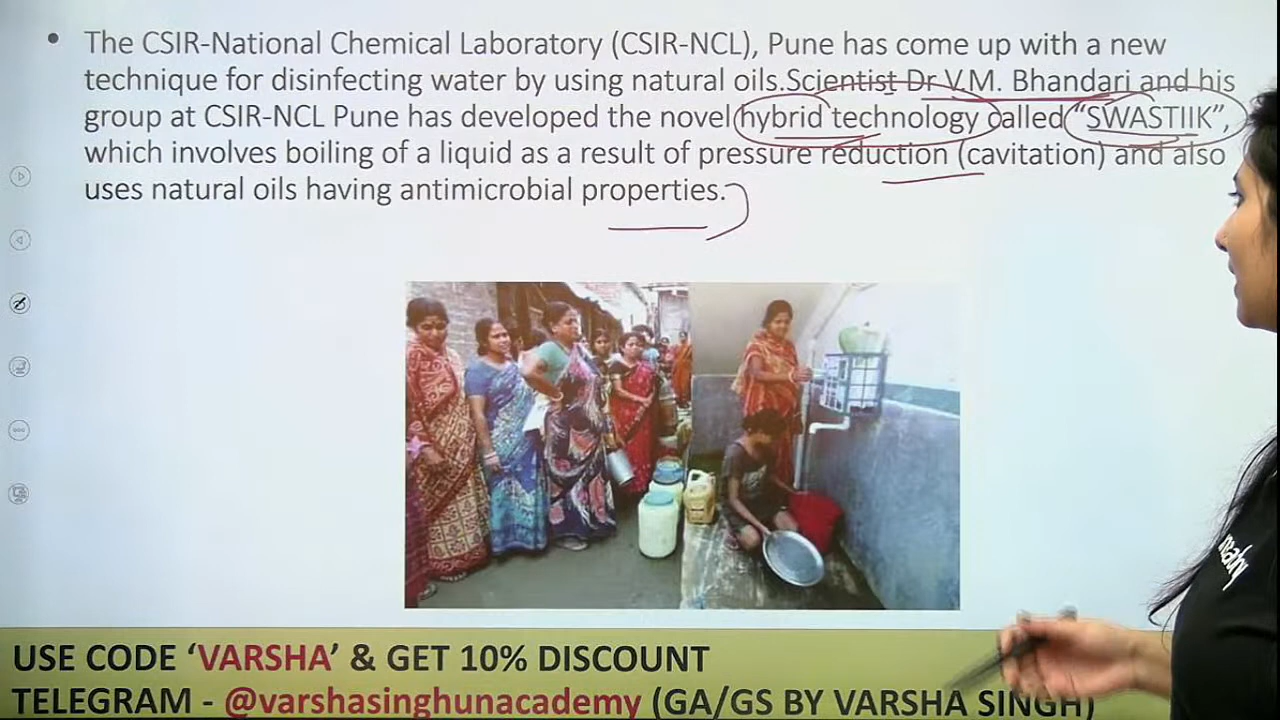 • The CSIR-National Chemical Laboratory (CSIR-NCL), Pune has come up with a new
technique for disinfecting water by using natural oils.Scientist Dr V.M. Bhandari and his
group at CSIR-NCL Pune has developed the novel hybrid technology called “SWASTIIK”,
which involves boiling of a liquid as a result of pressure reduction (cavitation) and also
uses natural oils having antimicrobial properties.
USE CODE ‘VARSHA’ & GET 10% DISCOUNT
TELEGRAM - @varshasinghunacademy (GA/GS BY VARSHA SINGH)